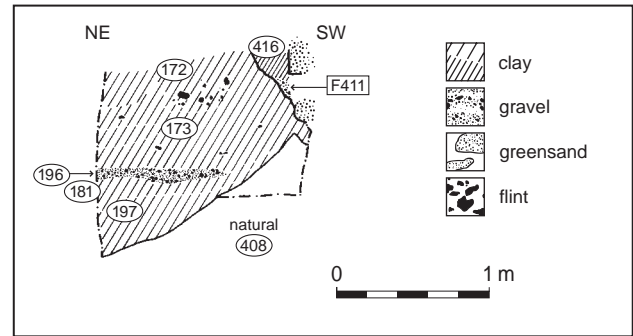 NE SW
416
172
F411
173
196
181
197
natural
408
clay
gravel
greensand
flint
0 1 m